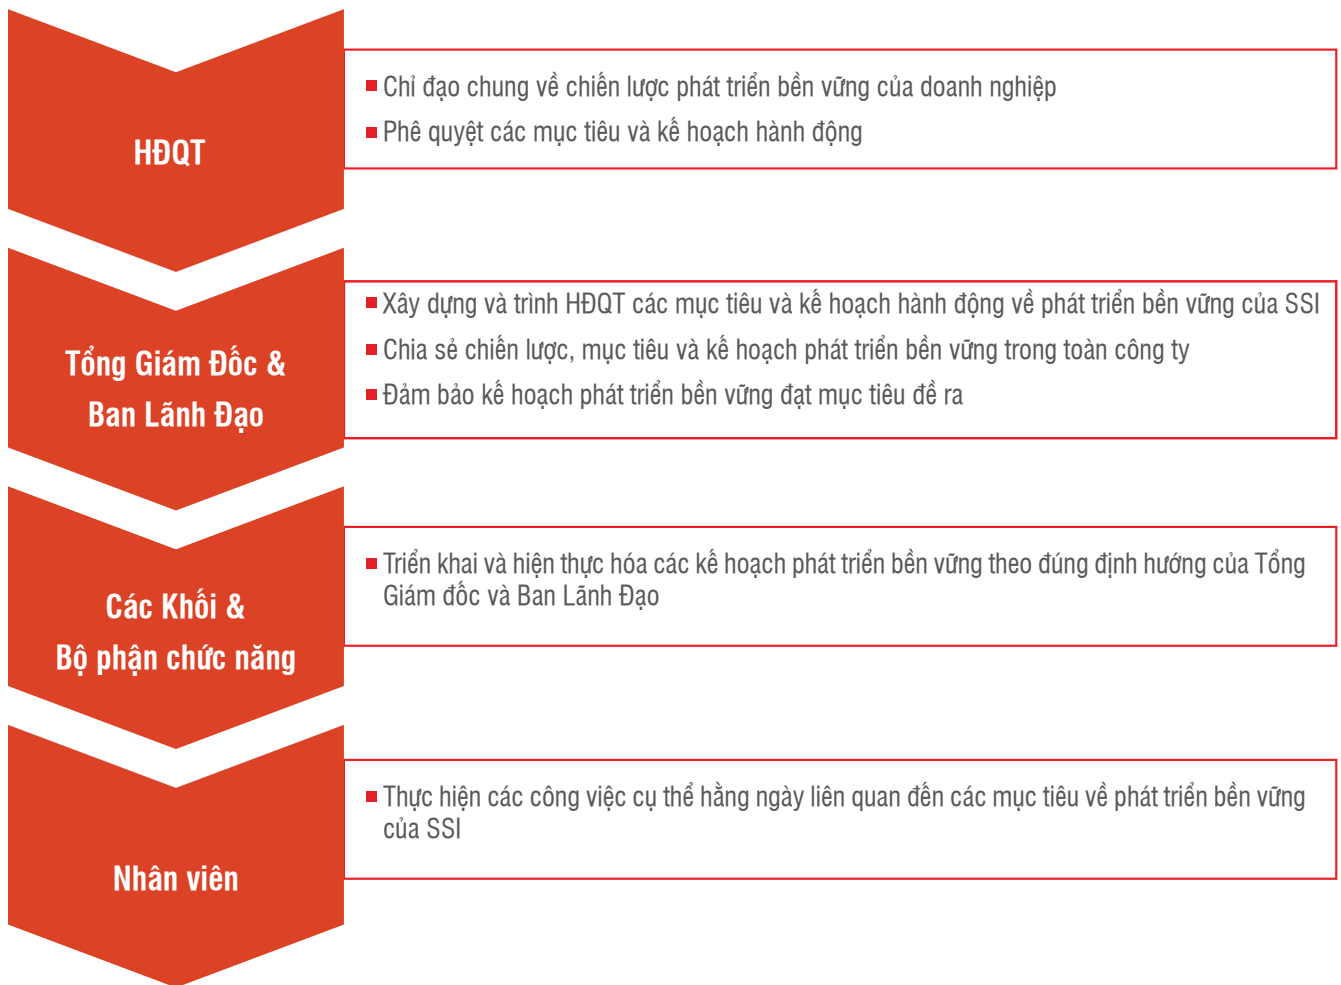 HĐQT
Chỉ đạo chung về chiến lược phát triển bền vững của doanh nghiệp
Phê quyệt các mục tiêu và kế hoạch hành động
Tổng Giám Đốc &
Ban Lãnh Đạo
Xây dựng và trình HĐQT các mục tiêu và kế hoạch hành động về phát triển bền vững của SSI
Chia sẻ chiến lược, mục tiêu và kế hoạch phát triển bền vững trong toàn công ty
Đảm bảo kế hoạch phát triển bền vững đạt mục tiêu đề ra
Các Khối &
Bộ phận chức năng
Triển khai và hiện thực hóa các kế hoạch phát triển bền vững theo đúng định hướng của Tổng
Giám đốc và Ban Lãnh Đạo
Nhân viên
Thực hiện các công việc cụ thể hằng ngày liên quan đến các mục tiêu về phát triển bền vững
của SSI